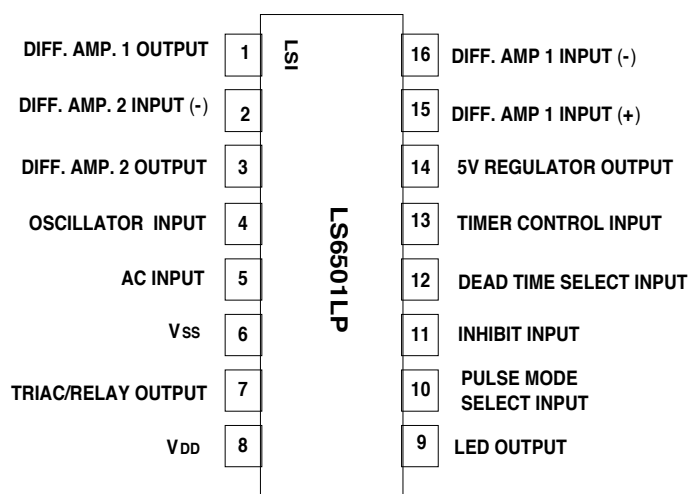 DIFF. AMP. 1 OUTPUT 1
DIFF. AMP. 2 INPUT (-) 2
DIFF. AMP. 2 OUTPUT 3
OSCILLATOR INPUT 4
AC INPUT 5
VSS 6
TRIAC/RELAY OUTPUT 7
VDD 8
LSI
LS6501LP
16 DIFF. AMP 1 INPUT (-)
15 DIFF. AMP 1 INPUT (+)
14 5V REGULATOR OUTPUT
13 TIMER CONTROL INPUT
12 DEAD TIME SELECT INPUT
11 INHIBIT INPUT
10 PULSE MODE
SELECT INPUT
9 LED OUTPUT